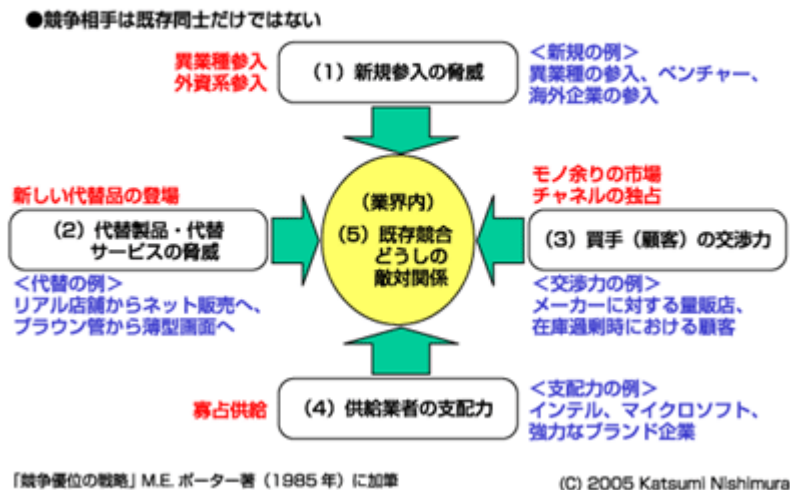 ●競争相手は既存同士だけではない
異業種参入
外資系参入
（1）新規参入の脅威
＜新規の例＞
異業種の参入、ベンチャー、
海外企業の参入
新しい代替品の登場
（2）代替製品・代替
サービスの脅威
＜代替の例＞
リアル店舗からネット販売へ、
ブラウン管から薄型画面へ
（業界内）
（5）既存競合
どうしの
敵対関係
モノ余りの市場
チャネルの独占
（3）買手（顧客）の交渉力
＜交渉力の例＞
メーカーに対する量販店、
在庫過剰時における顧客
寡占供給
（4）供給業者の支配力
＜支配力の例＞
インテル、マイクロソフト、
強力なブランド企業
「競争優位の戦略」M.E. ポーター著（1985 年）に加筆
(C) 2005 Katsumi Nishimura